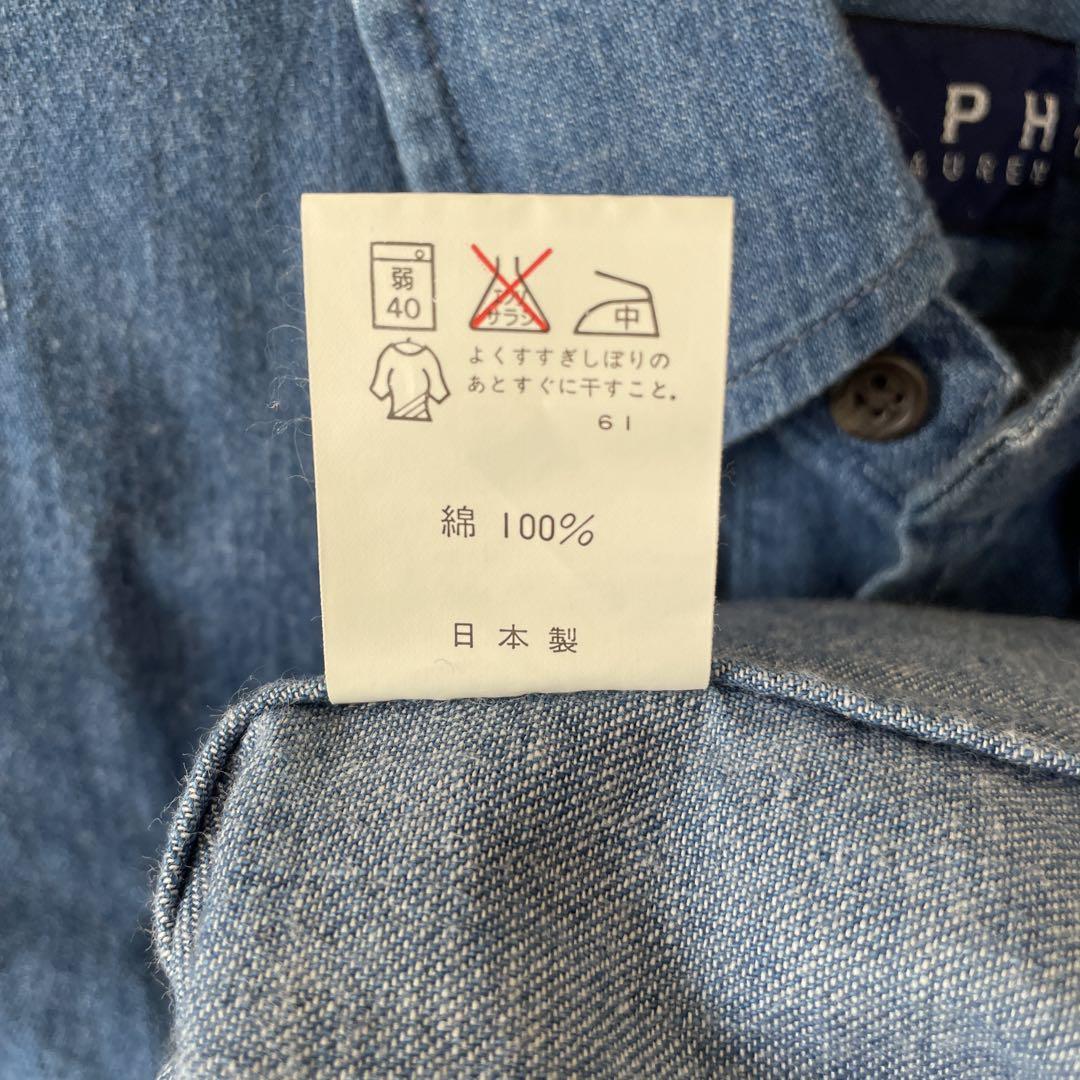 PH
AUREN
弱
40
エンソ
サラシ
中
よくすすぎしぼりの
あとすぐに干すこと。
61
綿 100%
日本製